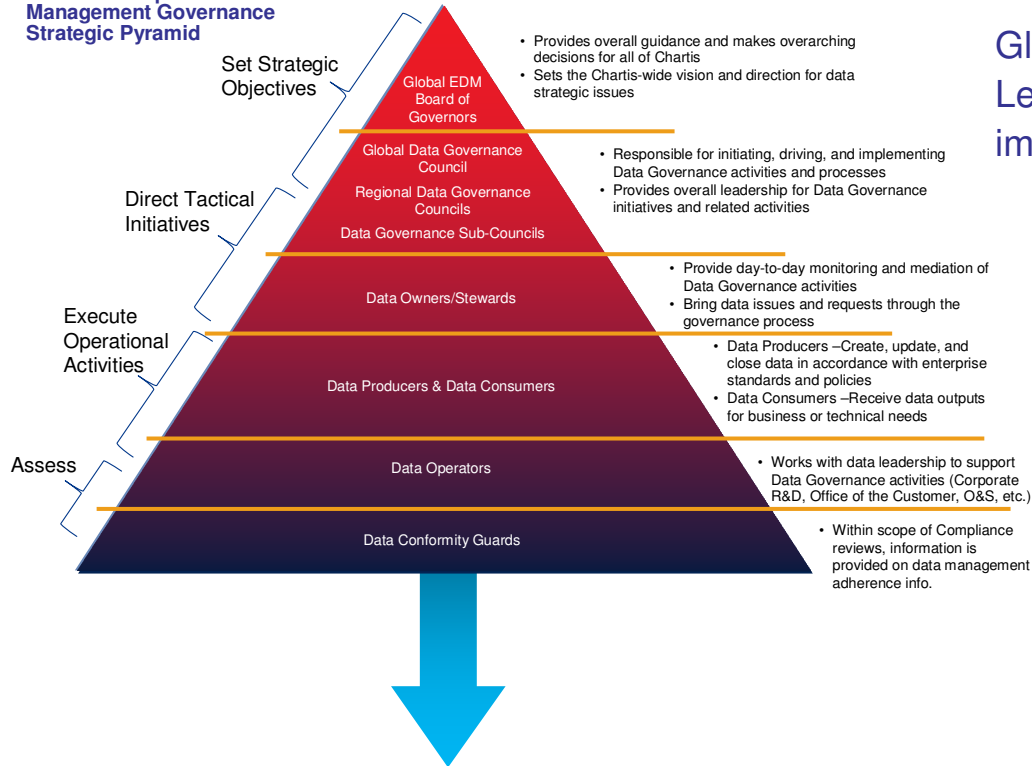 Management Governance
Strategic Pyramid
Set Strategic
Objectives
Direct Tactical
Initiatives
Execute
Operational
Activities
Assess
Global EDM
Board of
Governors
Global Data Governance
Council
Regional Data Governance
Councils
Data Governance Sub-Councils
Data Owners/Stewards
Data Producers & Data Consumers
Data Operators
Data Conformity Guards
• Provides overall guidance and makes overarching
decisions for all of Chartis
• Sets the Chartis-wide vision and direction for data
strategic issues
• Responsible for initiating, driving, and implementing
Data Governance activities and processes
• Provides overall leadership for Data Governance
initiatives and related activities
• Provide day-to-day monitoring and mediation of
Data Governance activities
• Bring data issues and requests through the
governance process
• Data Producers –Create, update, and
close data in accordance with enterprise
standards and policies
• Data Consumers –Receive data outputs
for business or technical needs
• Works with data leadership to support
Data Governance activities (Corporate
R&D, Office of the Customer, O&S, etc.)
• Within scope of Compliance
reviews, information is
provided on data management
adherence info.